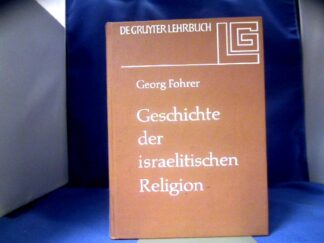 DE GRUYTER LEHRBUCH
LG
Georg Fohrer
Geschichte
der
israelitischen
Religion